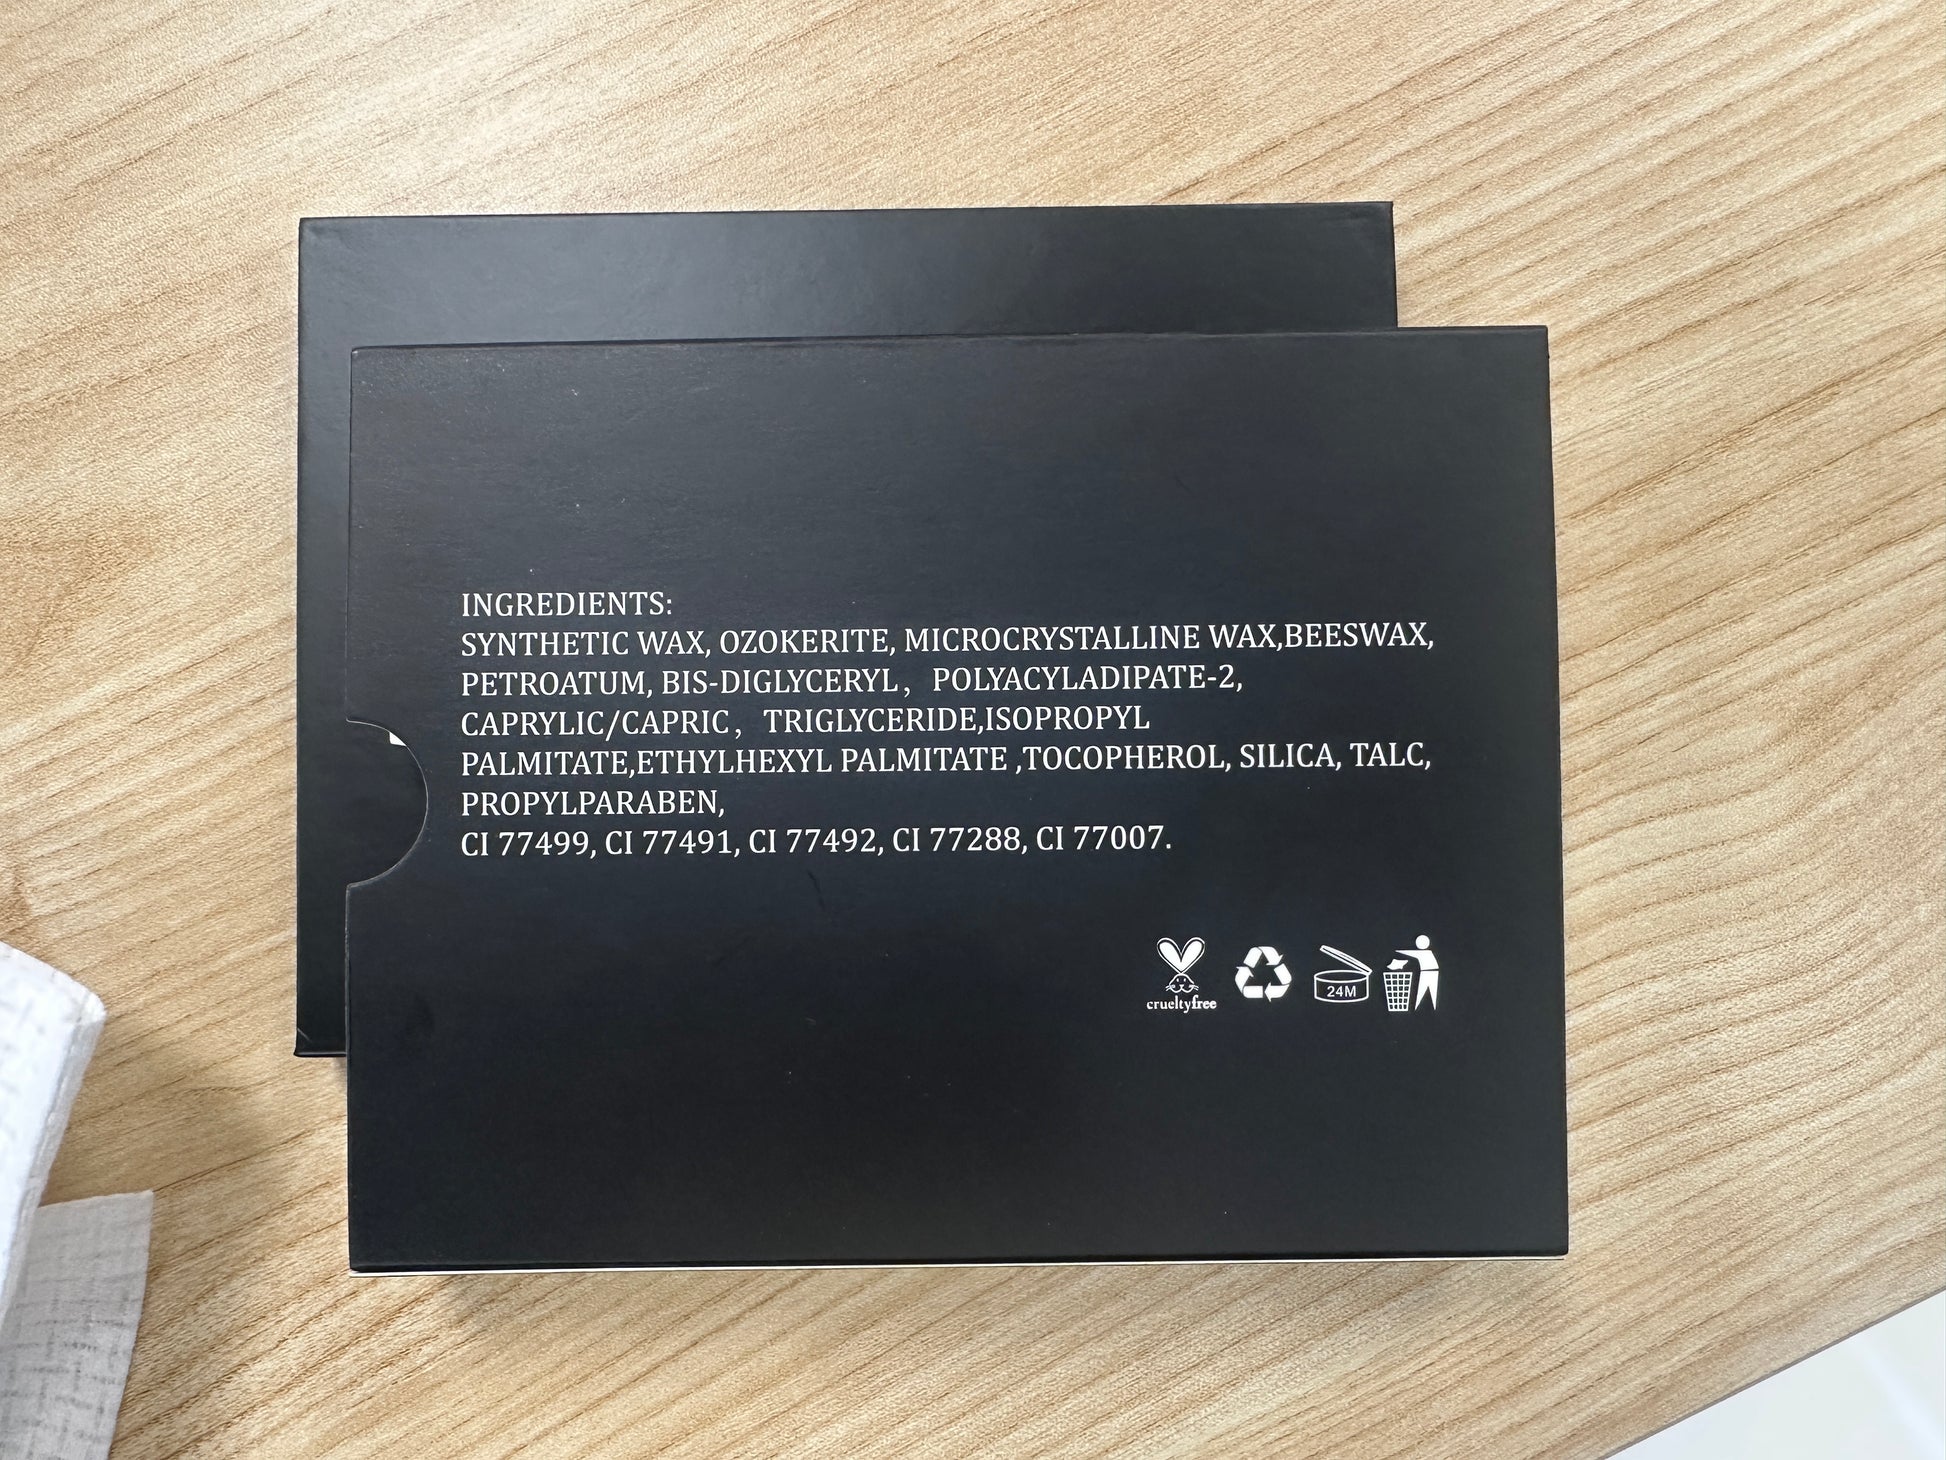 INGREDIENTS:
SYNTHETIC WAX, OZOKERITE, MICROCRYSTALLINE WAX,BEESWAX,
PETROATUM, BIS-DIGLYCERYL， POLYACYLADIPATE-2,
CAPRYLIC/CAPRIC， TRIGLYCERIDE,ISOPROPYL
PALMITATE,ETHYLHEXYL PALMITATE ,TOCOPHEROL, SILICA, TALC,
PROPYLPARABEN,
CI 77499, CI 77491, CI 77492, CI 77288, CI 77007.
crueltyfree
24M